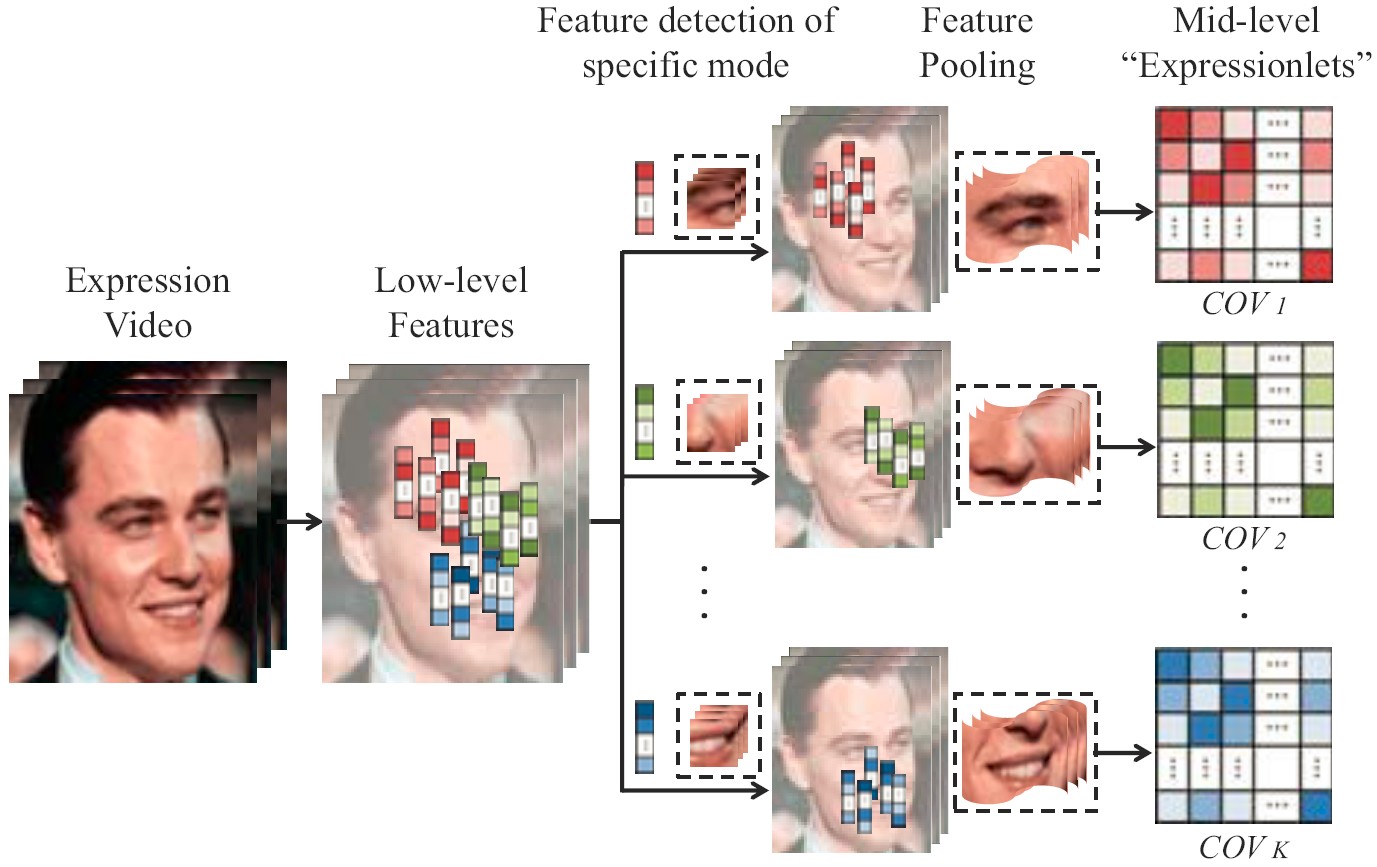 Feature detection of
specific mode
Feature
Pooling
Mid-level
“Expressionlets”
Expression
Video
Low-level
Features
COV 1
COV 2
COV K